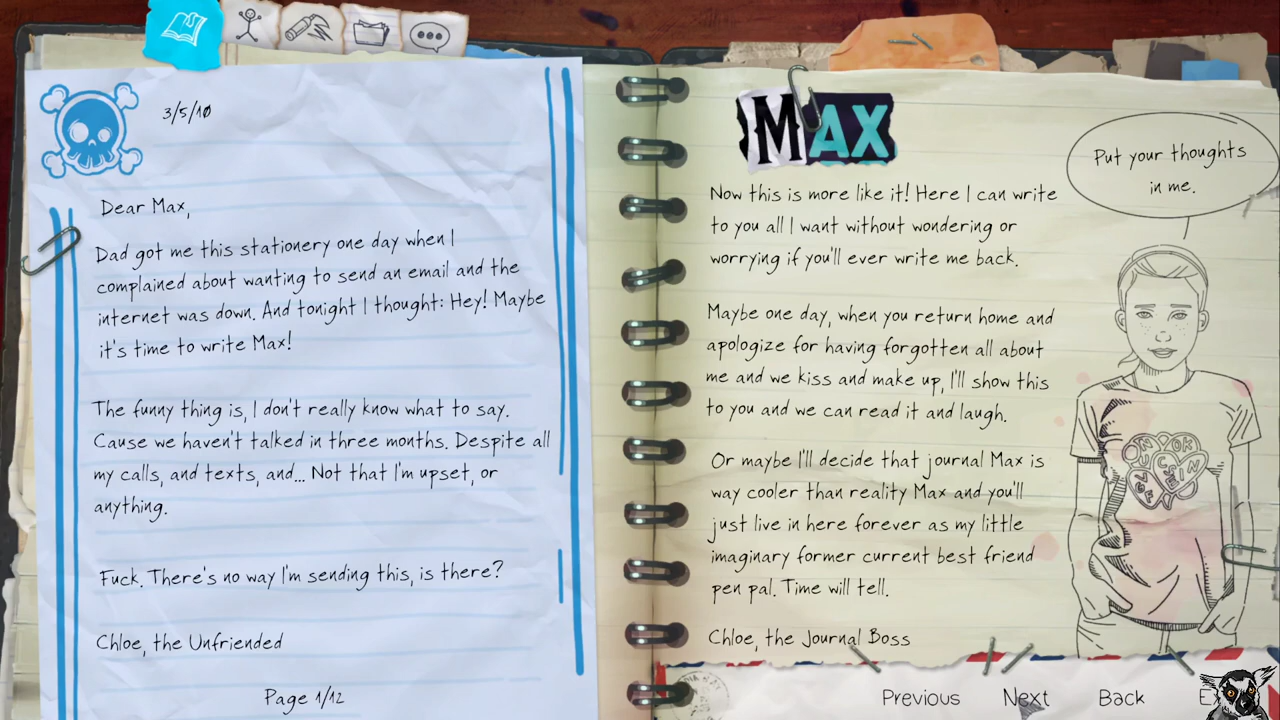 3/5/10
Dear Max,
Dad got me this stationery one day when I
complained about wanting to send an email and the
internet was down. And tonight I thought: Hey! Maybe
it's time to write Max!
The funny thing is, I don't really know what to say.
Cause we haven't talked in three months. Despite all
my calls, and texts, and... Not that I'm upset, or
anything.
Fuck. There's no way I'm sending this, is there?
Chloe, the Unfriended
Page 1/12
MAX
Now this is more like it! Here I can write
to you all I want without wondering or
worrying if you'll ever write me back.
Maybe one day, when you return home and
apologize for having forgotten all about
me and we kiss and make up, I'll show this
to you and we can read it and laugh.
Or maybe I'll decide that journal Max is
way cooler than reality Max and you'll
just live in here forever as my little
imaginary former current best friend
pen pal. Time will tell.
Chloe, the Journal Boss
Put your thoughts
in me.
Previous
Next
Back